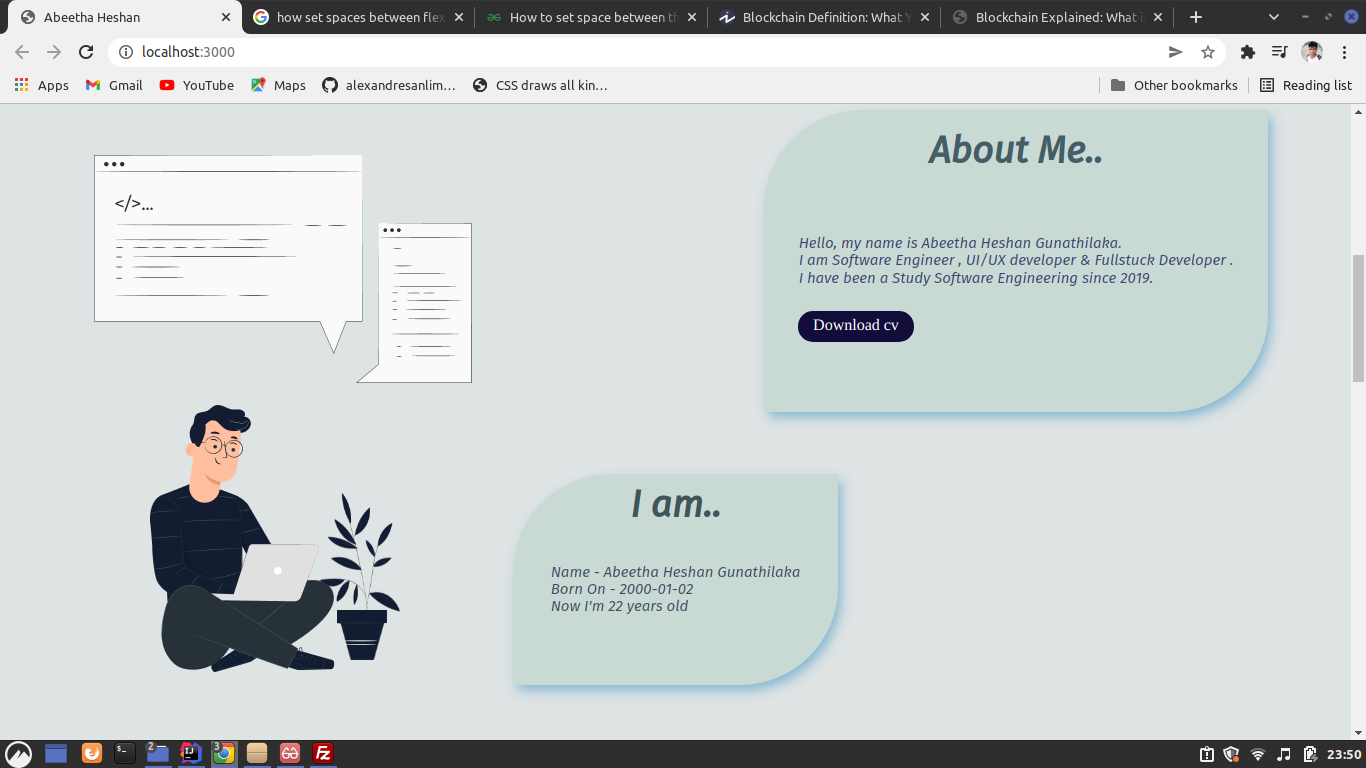 Abeetha Heshan
how set spaces between flex
How to set space between th
Blockchain Definition: What Y
Blockchain Explained: What i
localhost:3000
Apps
Gmail
YouTube
Maps
alexandresanlim...
CSS draws all kin...
Other bookmarks
Reading list
</>...
About Me..
Hello, my name is Abeetha Heshan Gunathilaka.
I am Software Engineer , UI/UX developer & Fullstuck Developer .
I have been a Study Software Engineering since 2019.
Download cv
I am..
Name - Abeetha Heshan Gunathilaka
Born On - 2000-01-02
Now I'm 22 years old
$_
2
IJ
3
FZ
23:50